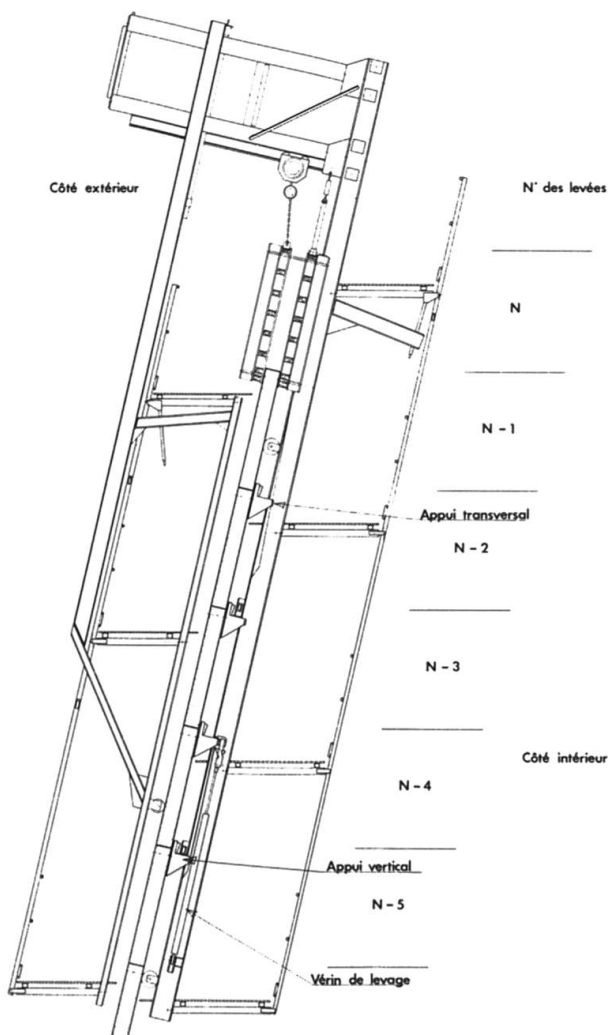 Côté extérieur
N° des levées
N
N - 1
Appui transversal
N - 2
N - 3
Côté intérieur
N - 4
Appui vertical
N - 5
Vérin de levage